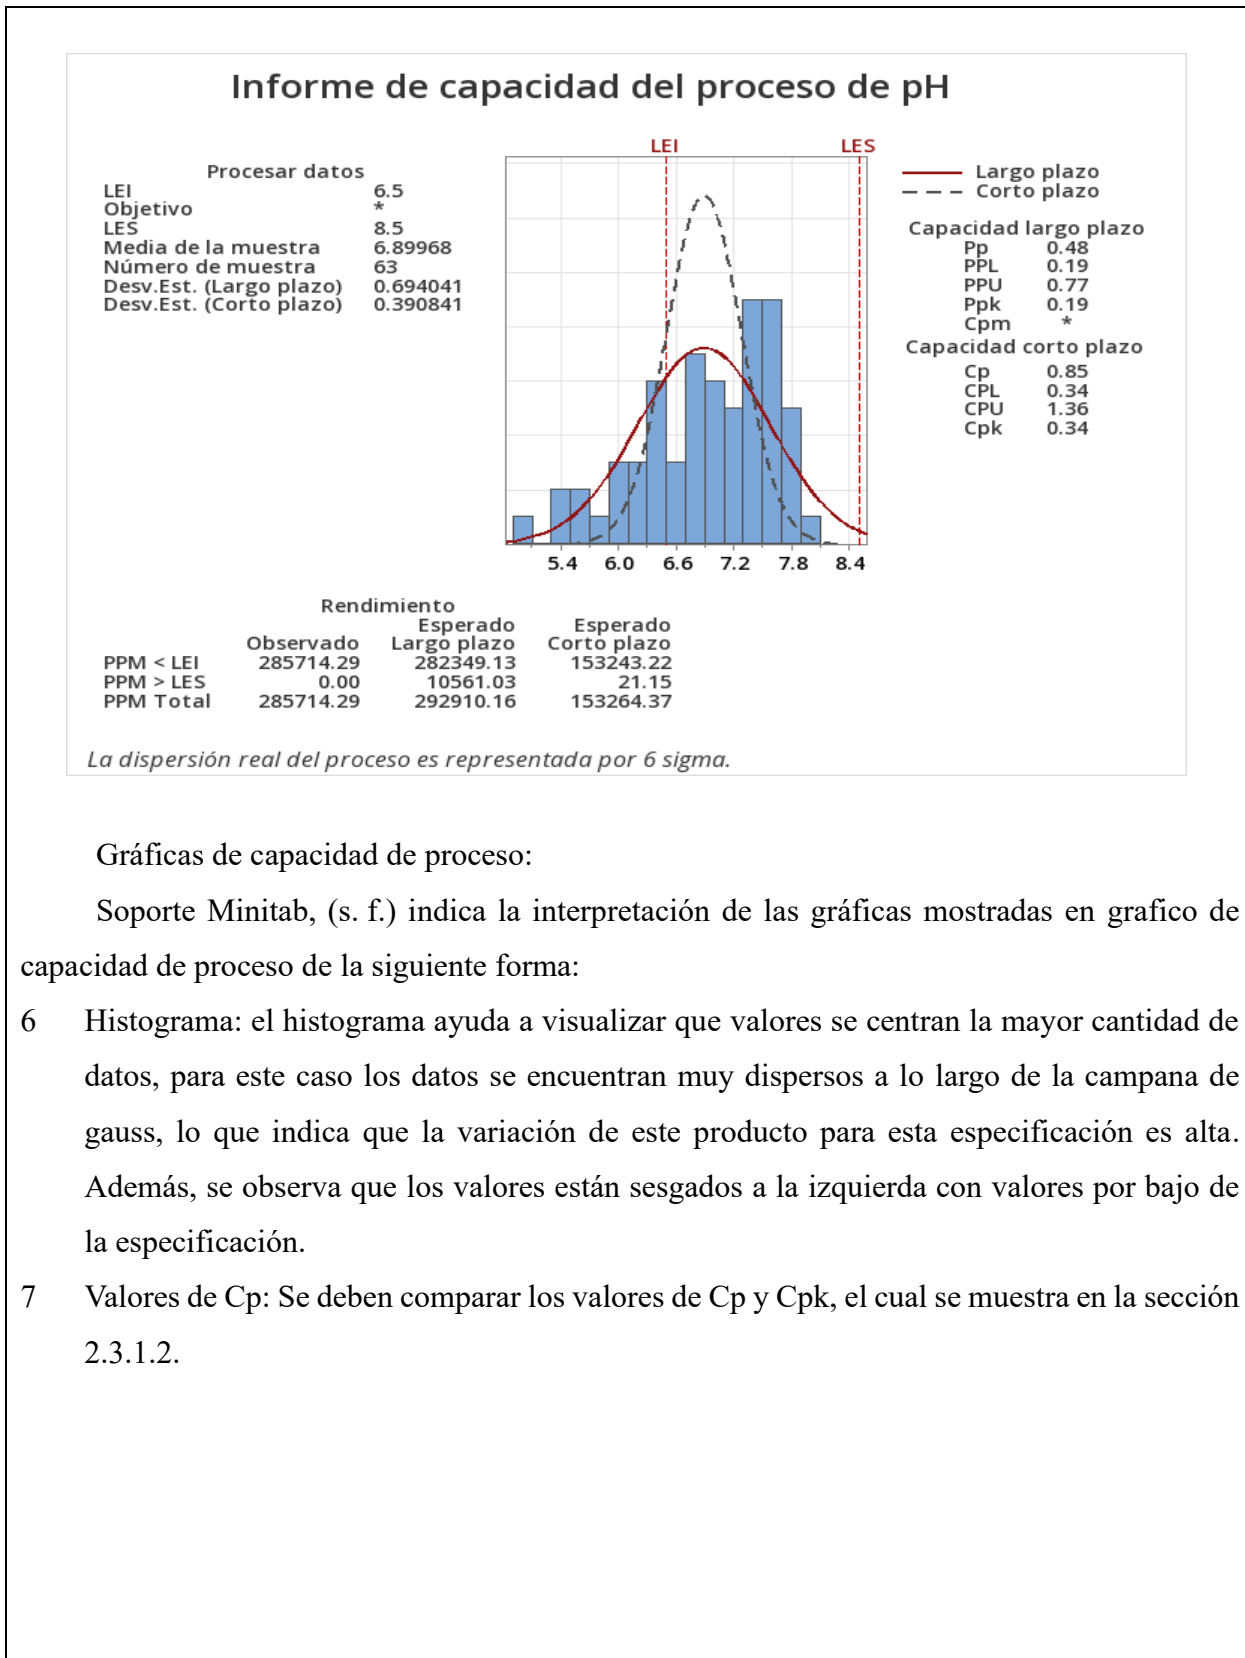 Informe de capacidad del proceso de pH
LEI LES
Procesar datos
LEI 6.5
Objetivo *
LES 8.5
Media de la muestra 6.89968
Número de muestra 63
Desv.Est. (Largo plazo) 0.694041
Desv.Est. (Corto plazo) 0.390841
Largo plazo
Corto plazo
Capacidad largo plazo
Pp 0.48
PPL 0.19
PPU 0.77
Ppk 0.19
Cpm *
Capacidad corto plazo
Cp 0.85
CPL 0.34
CPU 1.36
Cpk 0.34
5.4 6.0 6.6 7.2 7.8 8.4
Rendimiento
Esperado Esperado
Observado Largo plazo Corto plazo
PPM < LEI 285714.29 282349.13 153243.22
PPM > LES 0.00 10561.03 21.15
PPM Total 285714.29 292910.16 153264.37
La dispersión real del proceso es representada por 6 sigma.
Gráficas de capacidad de proceso:
Soporte Minitab, (s. f.) indica la interpretación de las gráficas mostradas en grafico de
capacidad de proceso de la siguiente forma:
6 Histograma: el histograma ayuda a visualizar que valores se centran la mayor cantidad de
datos, para este caso los datos se encuentran muy dispersos a lo largo de la campana de
gauss, lo que indica que la variación de este producto para esta especificación es alta.
Además, se observa que los valores están sesgados a la izquierda con valores por bajo de
la especificación.
7 Valores de Cp: Se deben comparar los valores de Cp y Cpk, el cual se muestra en la sección
2.3.1.2.